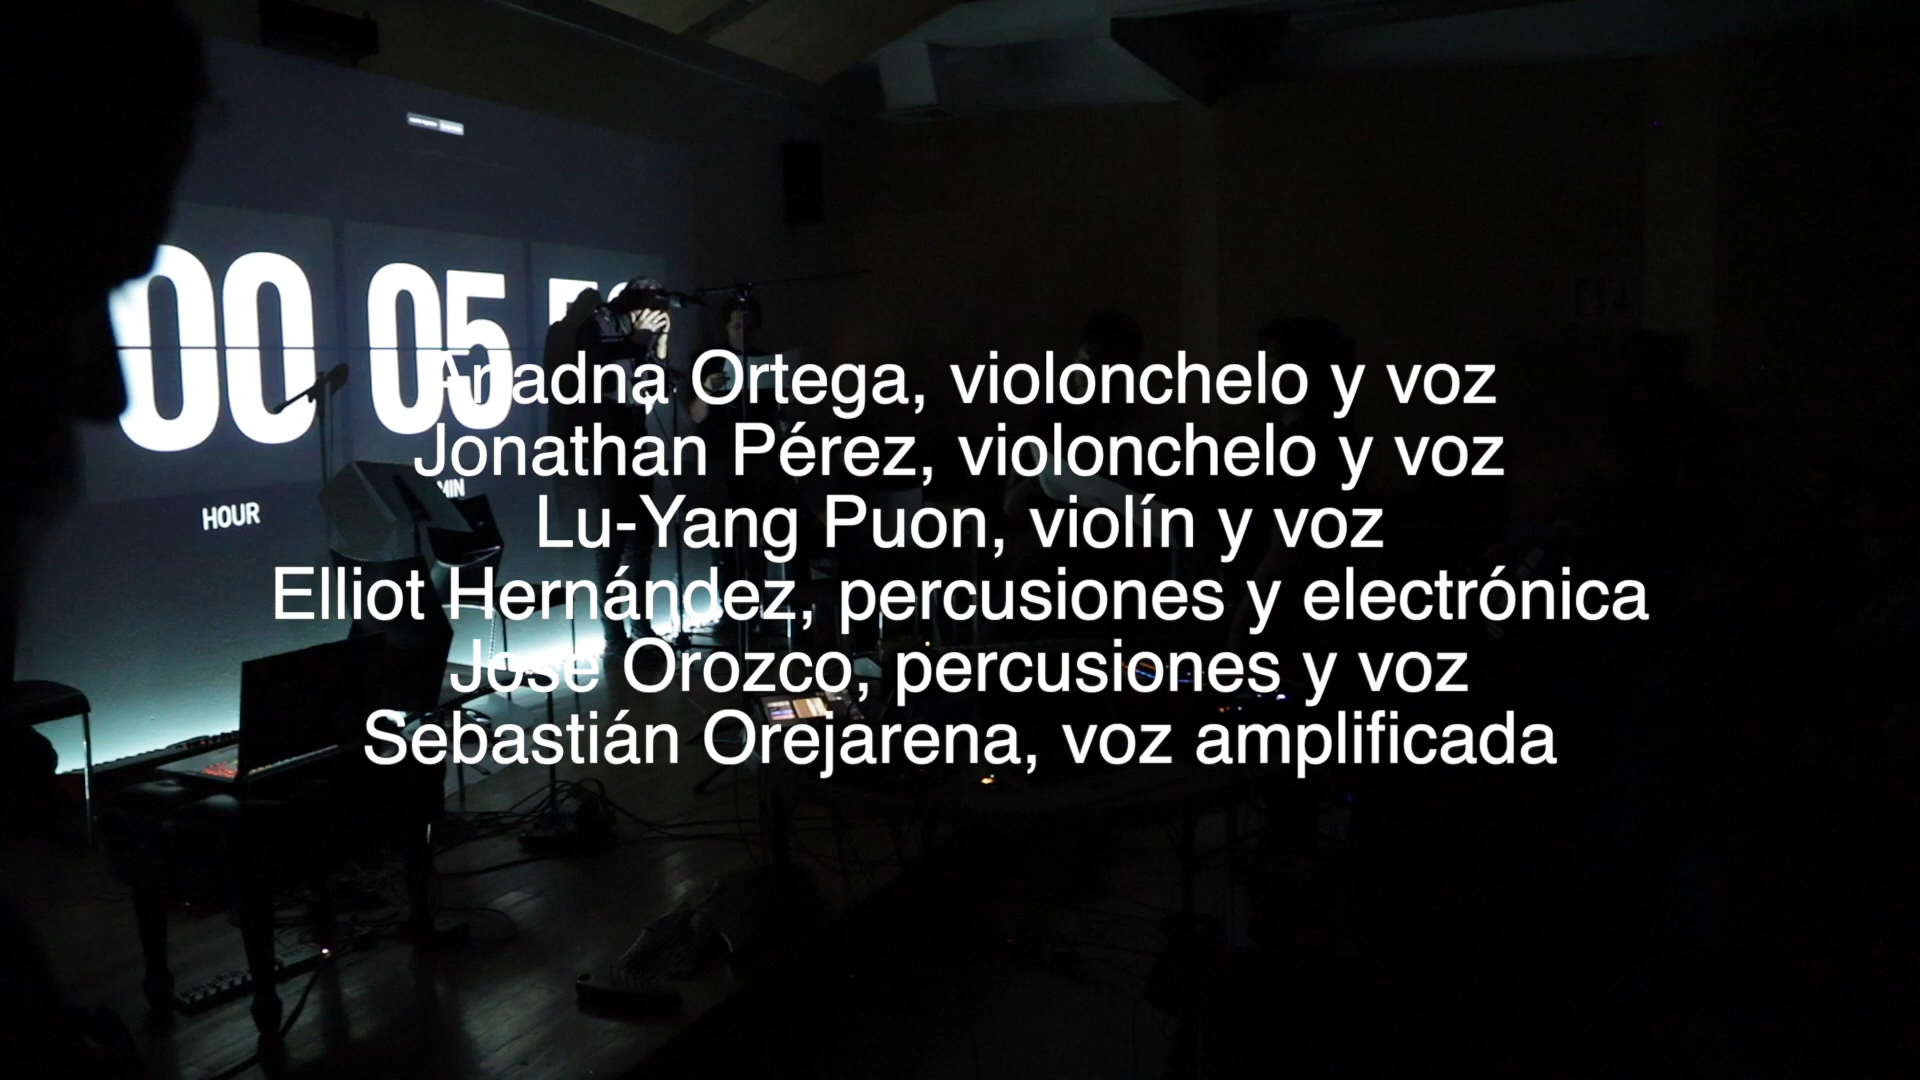 00 05
HOUR
MIN
Ariadna Ortega, violonchelo y voz
Jonathan Pérez, violonchelo y voz
Lu-Yang Puon, violín y voz
Elliot Hernández, percusiones y electrónica
José Orozco, percusiones y voz
Sebastián Orejarena, voz amplificada